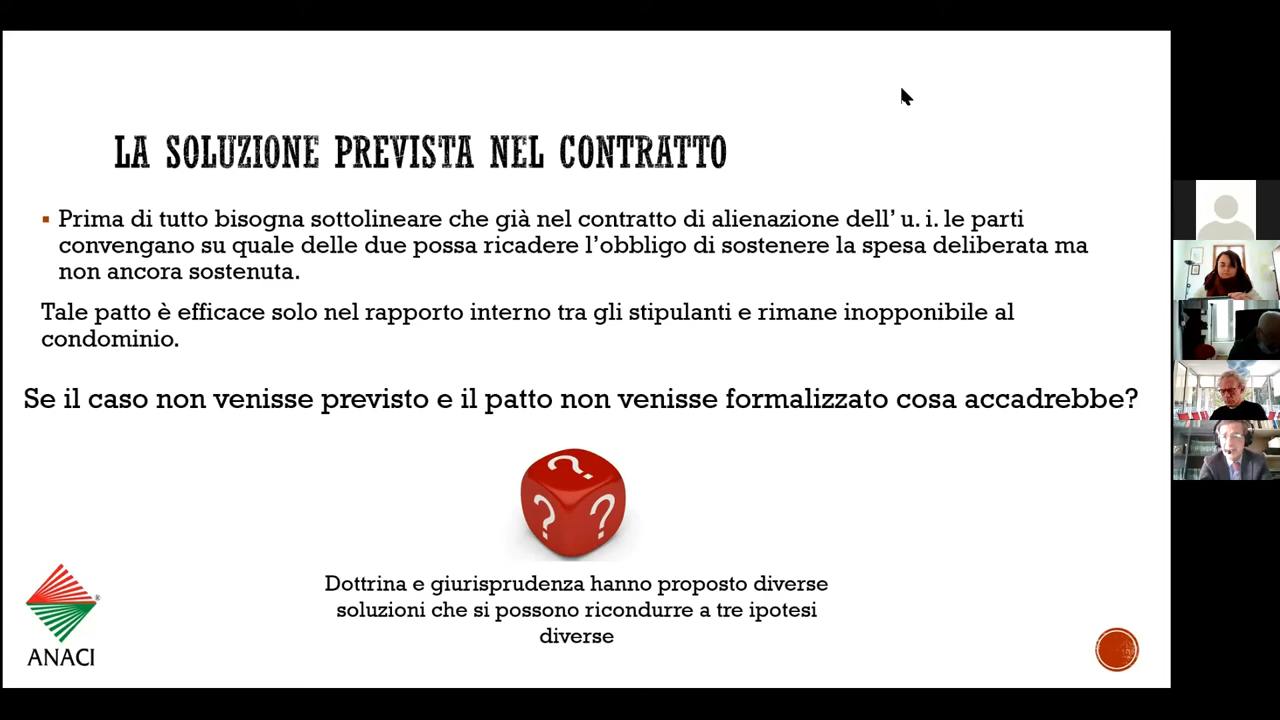 LA SOLUZIONE PREVISTA NEL CONTRATTO
Prima di tutto bisogna sottolineare che già nel contratto di alienazione dell' u. i. le parti
convengano su quale delle due possa ricadere l'obbligo di sostenere la spesa deliberata ma
non ancora sostenuta.
Tale patto è efficace solo nel rapporto interno tra gli stipulanti e rimane inopponibile al
condominio.
Se il caso non venisse previsto e il patto non venisse formalizzato cosa accadrebbe?
? ? ?
Dottrina e giurisprudenza hanno proposto diverse
soluzioni che si possono ricondurre a tre ipotesi
diverse
®
ANACI